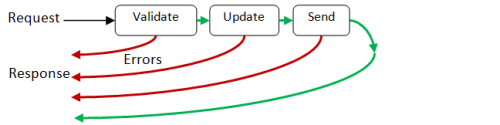 Request
Validate
Update
Send
Errors
Response